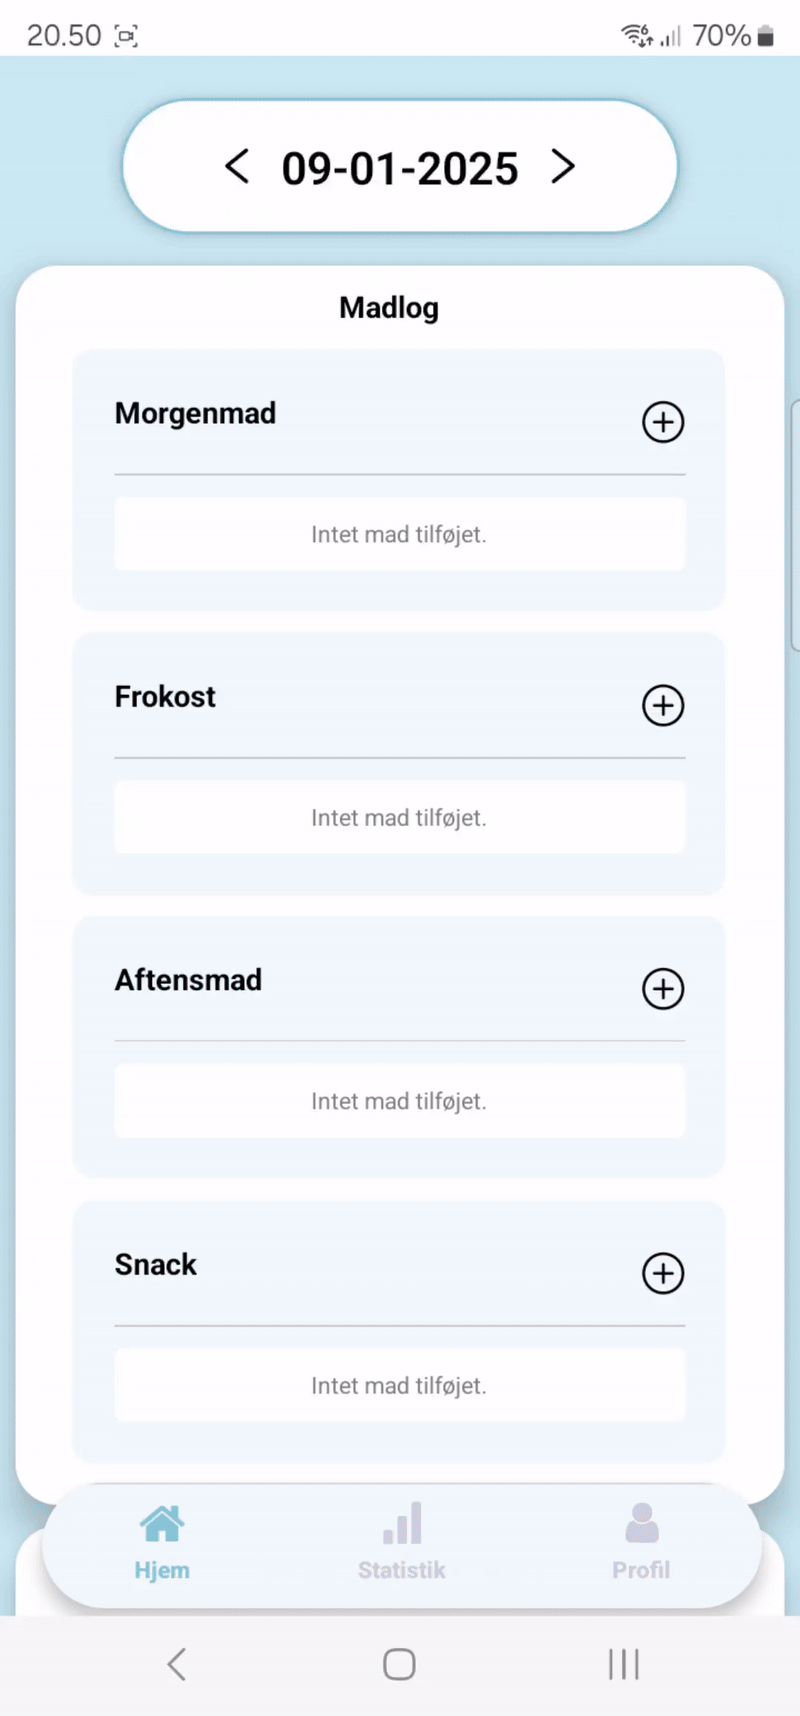 20.50 70%
09-01-2025
Madlog
Morgenmad
Intet mad tilføjet.
Frokost
Intet mad tilføjet.
Aftensmad
Intet mad tilføjet.
Snack
Intet mad tilføjet.
Hjem Statistik Profil